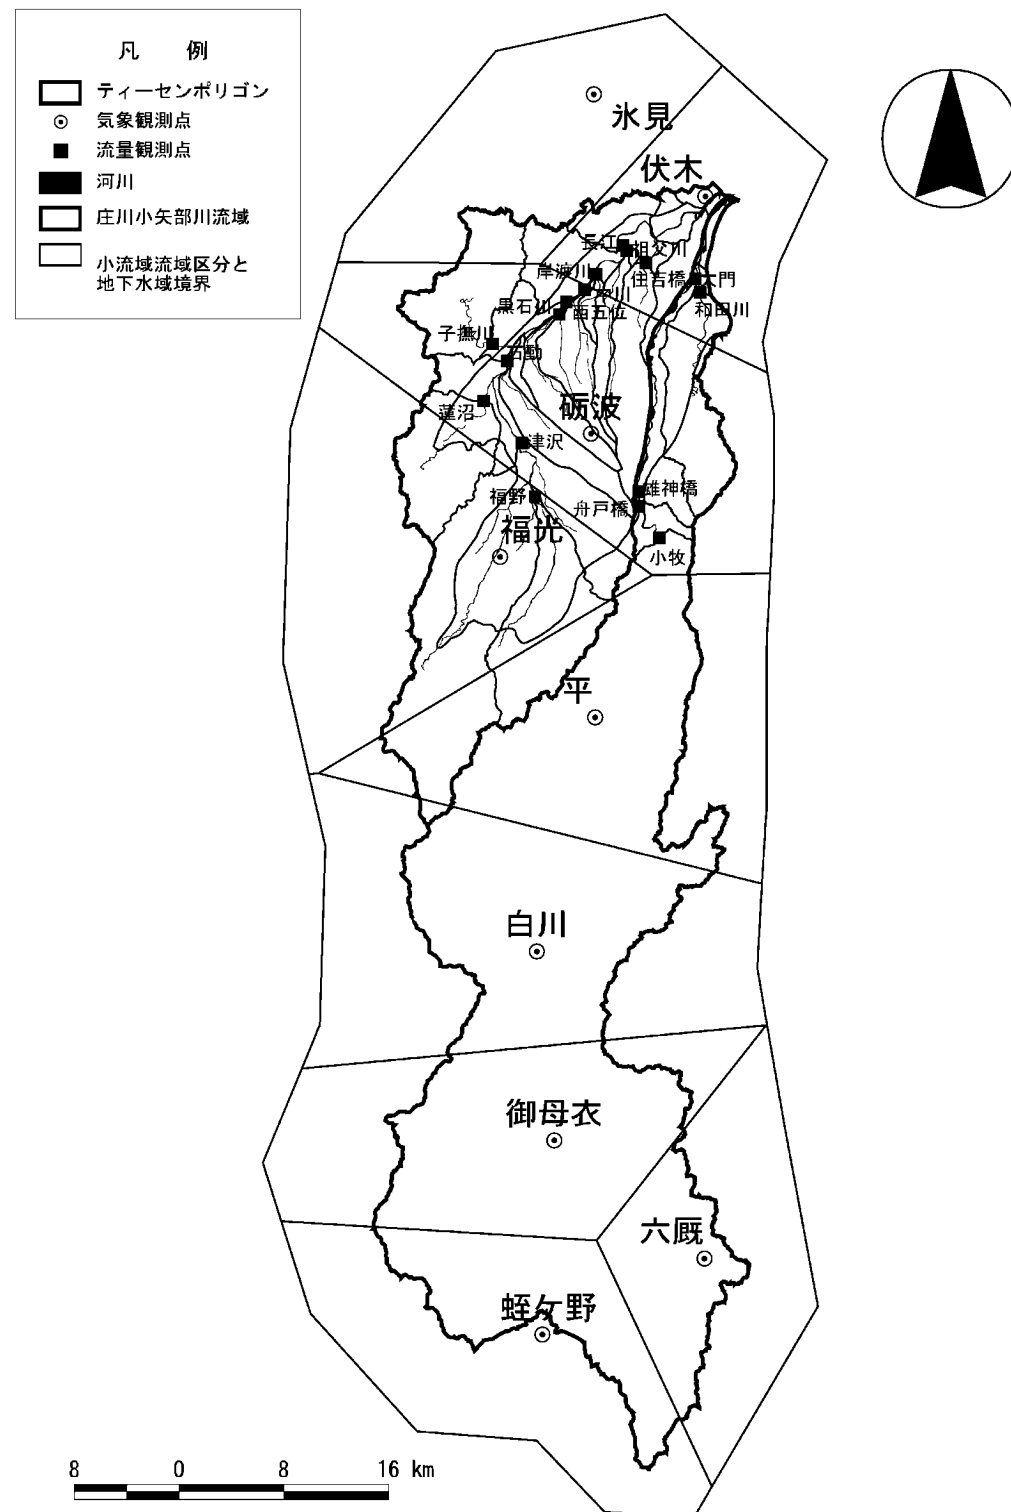 凡 例
ティーセンポリゴン
気象観測点
流量観測点
河川
庄川小矢部川流域
小流域流域区分と
地下水域境界
氷見
伏木
長江
祖父川
岸渡川
住吉橋
大門
和田川
黒石川
西五位
子撫川
石動
砺波
蓮沼
津沢
福野
雄神橋
舟戸橋
福光
小牧
平
白川
御母衣
六厩
蛭ケ野
8 0 8 16 km